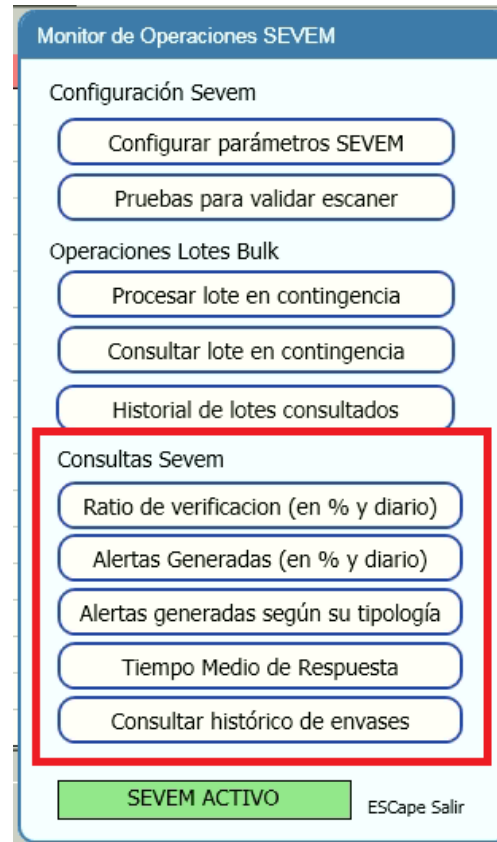 Monitor de Operaciones SEVEM
Configuración Sevem
Configurar parámetros SEVEM
Pruebas para validar escaner
Operaciones Lotes Bulk
Procesar lote en contingencia
Consultar lote en contingencia
Historial de lotes consultados
Consultas Sevem
Ratio de verificacion (en % y diario)
Alertas Generadas (en % y diario)
Alertas generadas según su tipología
Tiempo Medio de Respuesta
Consultar histórico de envases
SEVEM ACTIVO
ESCape Salir